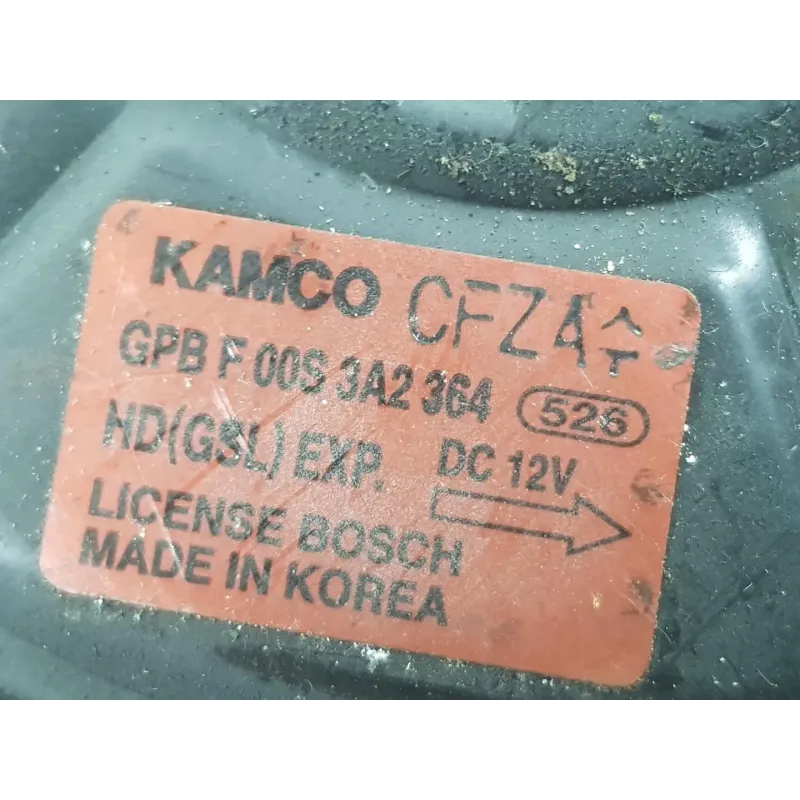 KAMCO CFZ4수
GPB F 00S 3A2 364 526
ND(GSL) EXP. DC 12V
LICENSE BOSCH
MADE IN KOREA